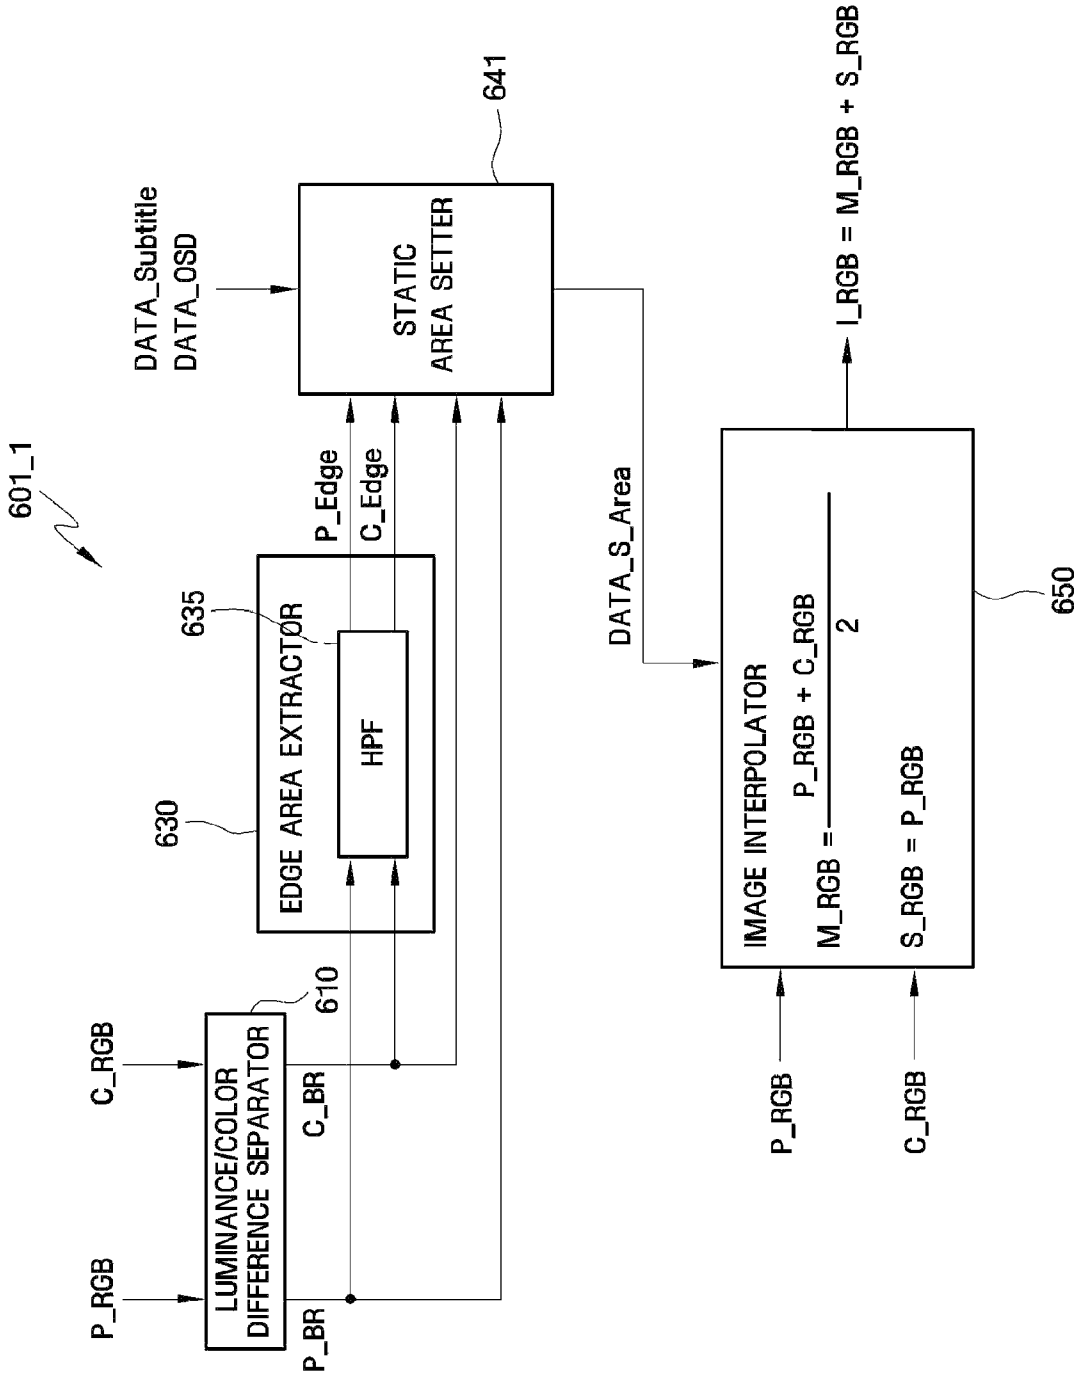 601_1
P_RGB
C_RGB
LUMINANCE/COLOR
DIFFERENCE SEPARATOR
610
P_BR
C_BR
630
EDGE AREA EXTRACTOR
635
HPF
P_Edge
C_Edge
DATA_Subtitle
DATA_OSD
STATIC
AREA SETTER
641
DATA_S_Area
P_RGB
C_RGB
IMAGE INTERPOLATOR
M_RGB = P_RGB + C_RGB
2
S_RGB = P_RGB
650
I_RGB = M_RGB + S_RGB